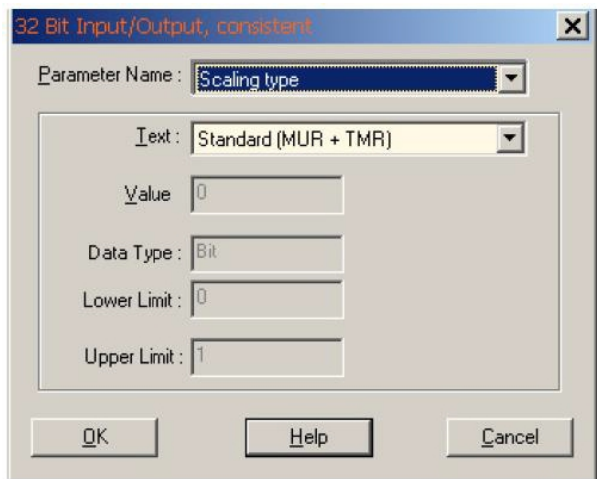 32 Bit Input/Output, consistent
Parameter Name : Scaling type
Text : Standard (MUR + TMR)
Value 0
Data Type : Bit
Lower Limit : 0
Upper Limit : 1
OK Help Cancel